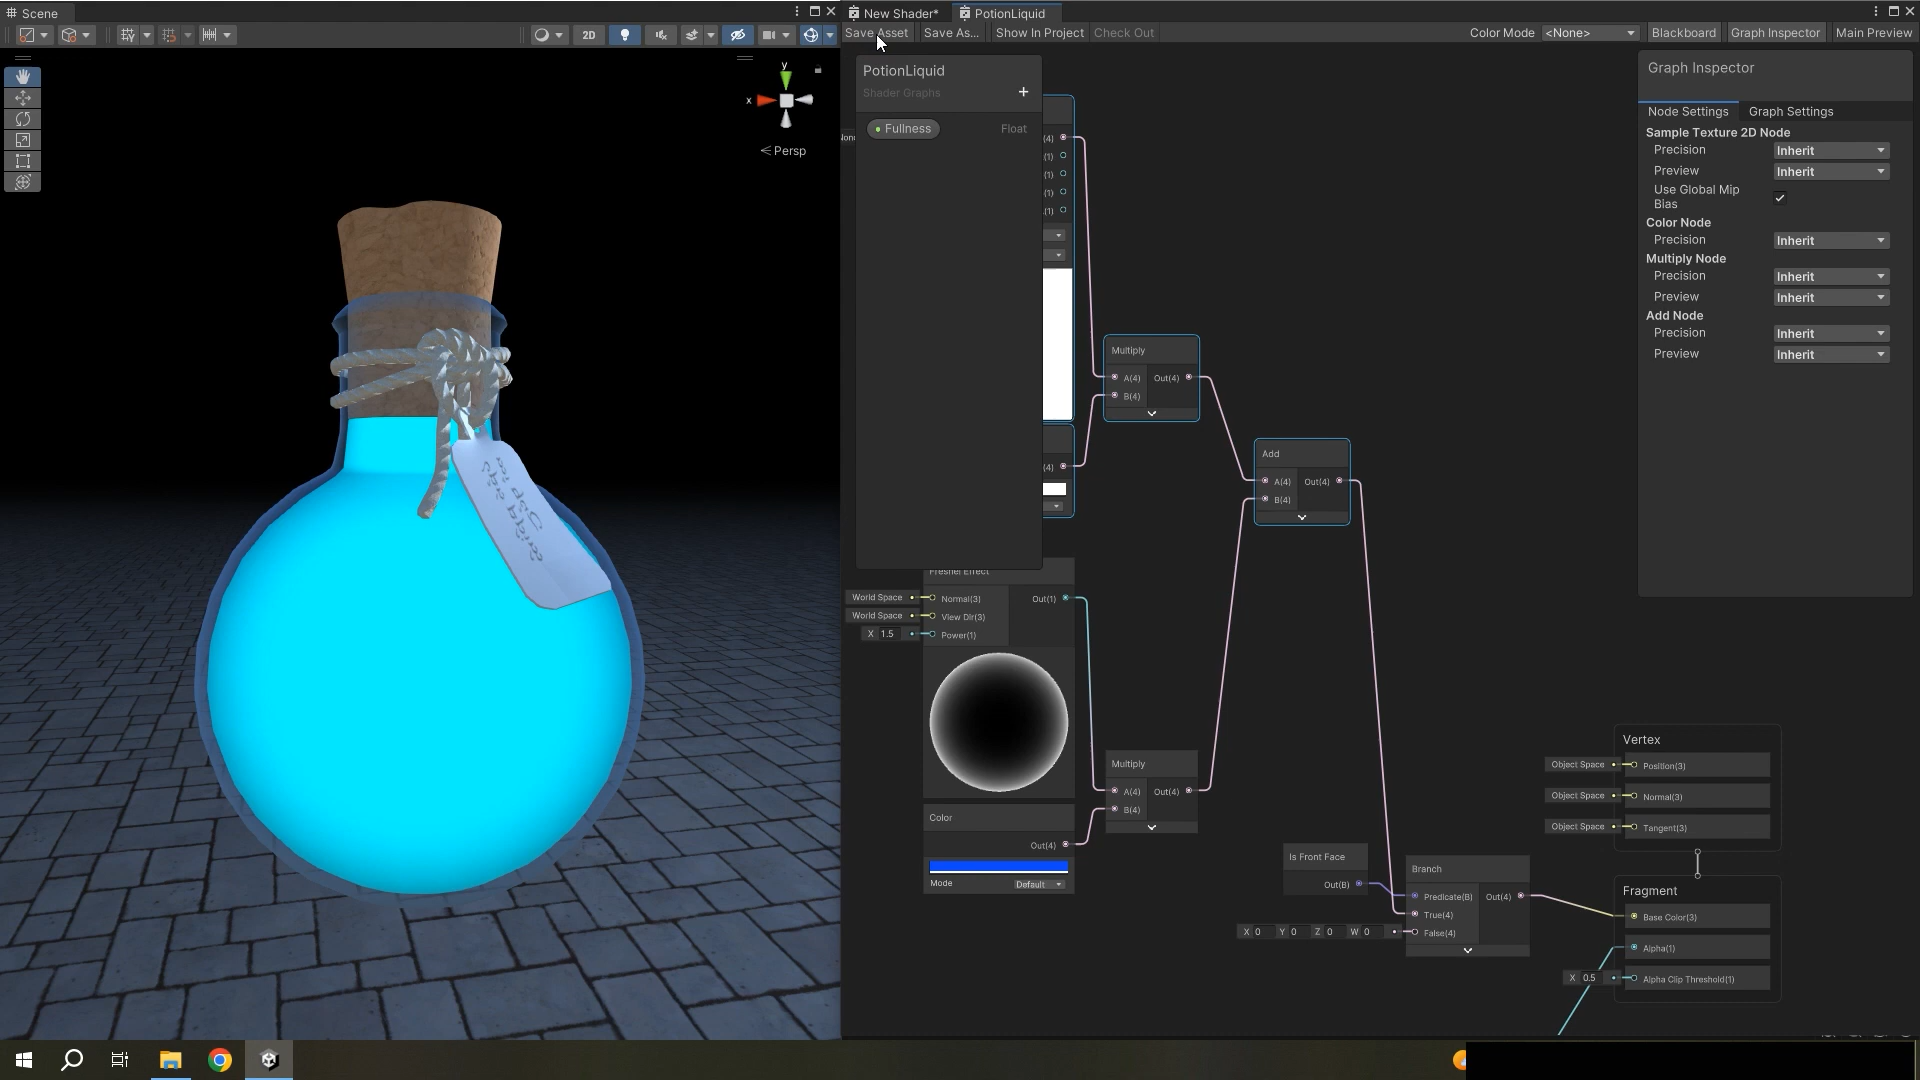 Scene
New Shader*
PotionLiquid
2D
Save Asset
Save As...
Show In Project
Check Out
Color Mode
<None>
Blackboard
Graph Inspector
Main Preview
y
x
< Persp
PotionLiquid
Shader Graphs
+
Fullness
Float
(4)
(1)
(1)
(1)
(1)
(4)
Multiply
A(4)
B(4)
Out(4)
Add
A(4)
B(4)
Out(4)
Graph Inspector
Node Settings
Graph Settings
Sample Texture 2D Node
Precision
Inherit
Preview
Inherit
Use Global Mip
Bias
Color Node
Precision
Inherit
Multiply Node
Precision
Inherit
Preview
Inherit
Add Node
Precision
Inherit
Preview
Inherit
Fresnel Effect
World Space
Normal(3)
Out(1)
World Space
View Dir(3)
X 1.5
Power(1)
Multiply
A(4)
B(4)
Out(4)
Color
Out(4)
Mode
Default
Is Front Face
Out(B)
Branch
Predicate(B)
Out(4)
True(4)
X 0 Y 0 Z 0 W 0
False(4)
Vertex
Object Space
Position(3)
Object Space
Normal(3)
Object Space
Tangent(3)
Fragment
Base Color(3)
Alpha(1)
X 0.5
Alpha Clip Threshold(1)